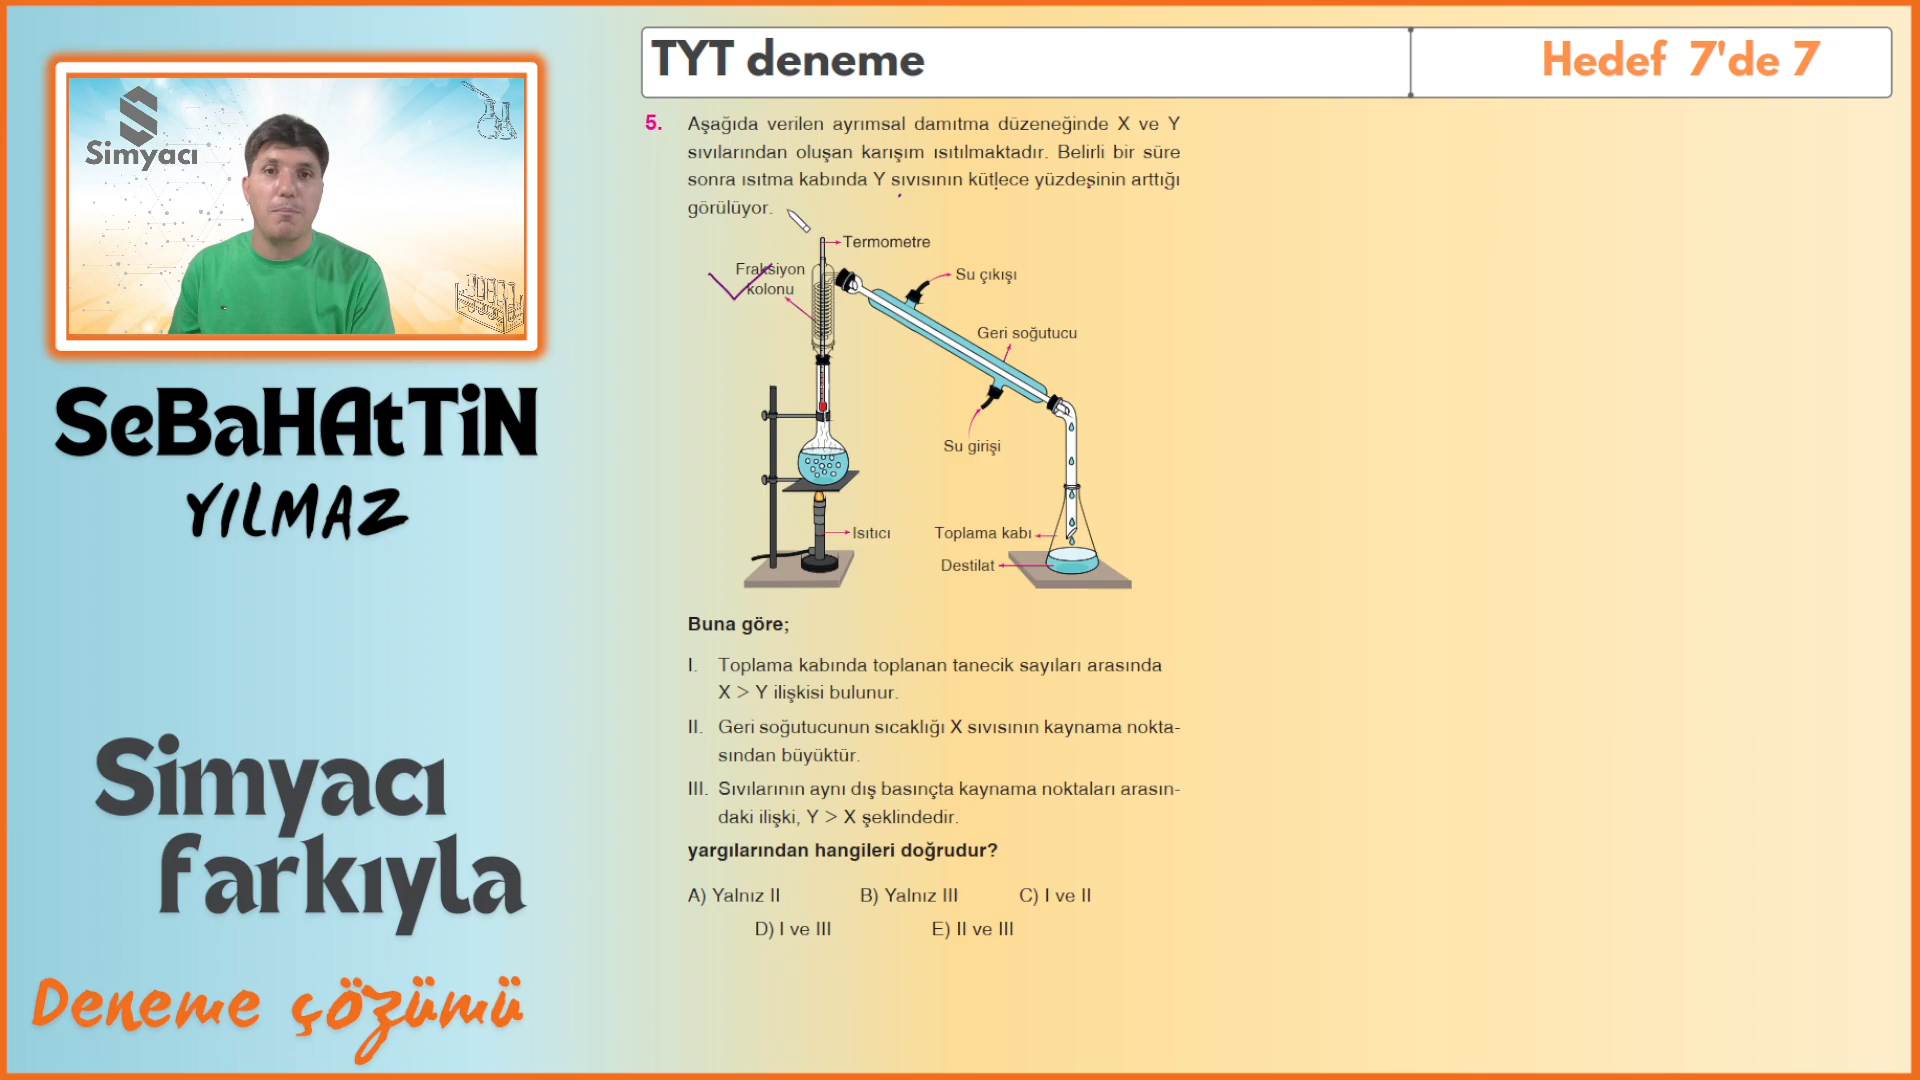 TYT deneme
Hedef 7'de 7
Simyacı
SeBaHAtTİN
YILMAZ
Simyacı
farkıyla
Deneme çözümü
5. Aşağıda verilen ayrımsal damıtma düzeneğinde X ve Y
sıvılarından oluşan karışım ısıtılmaktadır. Belirli bir süre
sonra ısıtma kabında Y sıvısının kütlece yüzdesinin arttığı
görülüyor.
Termometre
Fraksiyon
kolonu
Su çıkışı
Geri soğutucu
Su girişi
Isıtıcı
Toplama kabı
Destilat
Buna göre;
I. Toplama kabında toplanan tanecik sayıları arasında
X > Y ilişkisi bulunur.
II. Geri soğutucunun sıcaklığı X sıvısının kaynama nokta-
sından büyüktür.
III. Sıvılarının aynı dış basınçta kaynama noktaları arasın-
daki ilişki, Y > X şeklindedir.
yargılarından hangileri doğrudur?
A) Yalnız II B) Yalnız III C) I ve II
D) I ve III E) II ve III